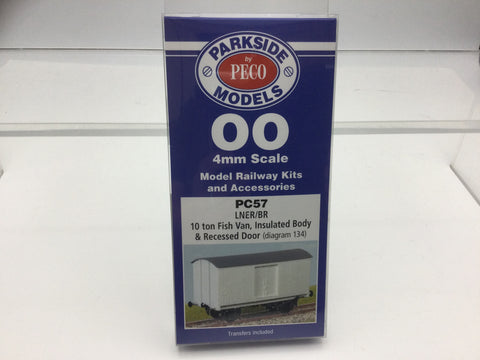 PARKSIDE
by
PECO
MODELS
OO
4mm Scale
Model Railway Kits
and Accessories
PC57
LNER/BR
10 ton Fish Van, Insulated Body
& Recessed Door (diagram 134)
Transfers included